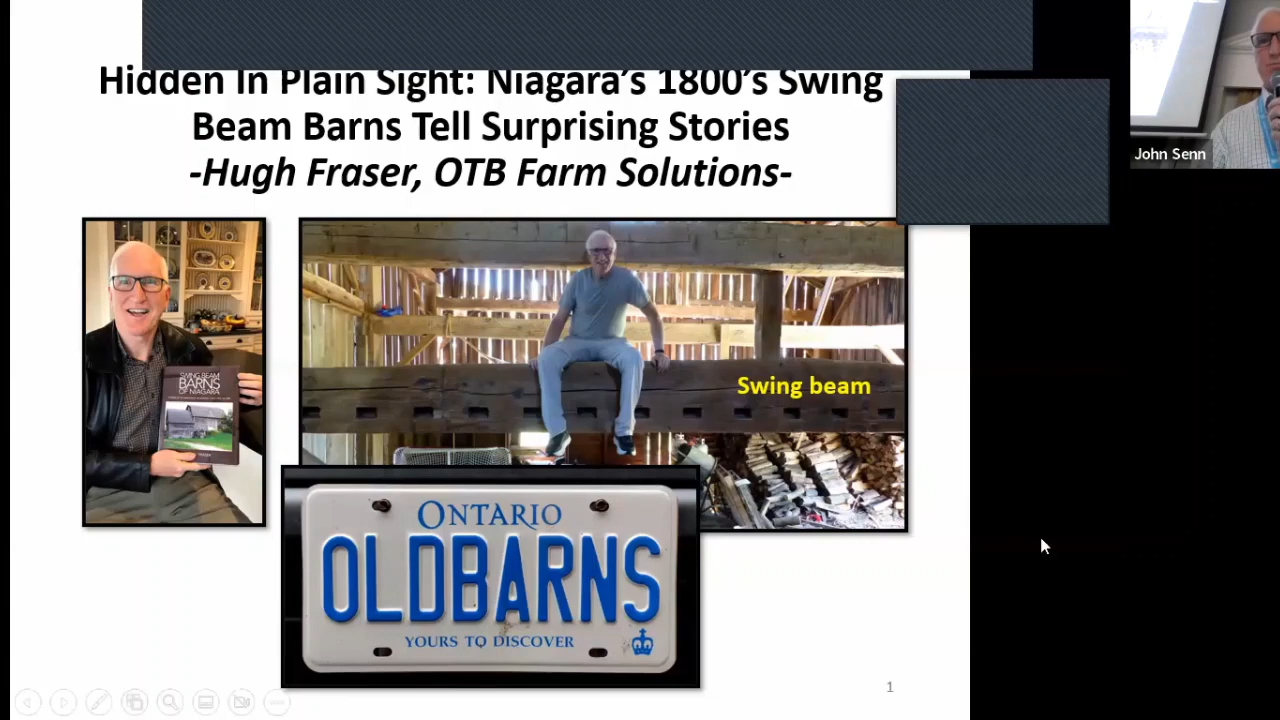 Hidden In Plain Sight: Niagara's 1800's Swing
Beam Barns Tell Surprising Stories
-Hugh Fraser, OTB Farm Solutions-
John Senn
SWING BEAM
BARNS
OF NIAGARA
Swing beam
ONTARIO
OLDBARNS
YOURS TO DISCOVER
1